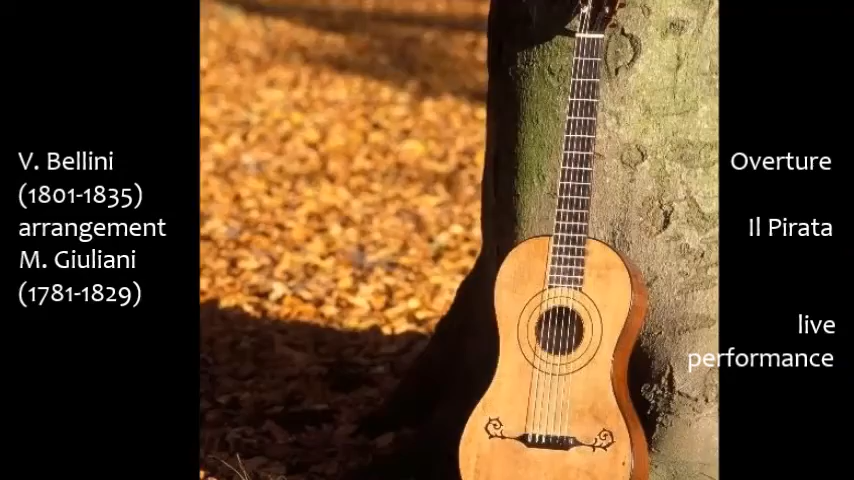 V. Bellini
(1801-1835)
arrangement
M. Giuliani
(1781-1829)
Overture
Il Pirata
live
performance